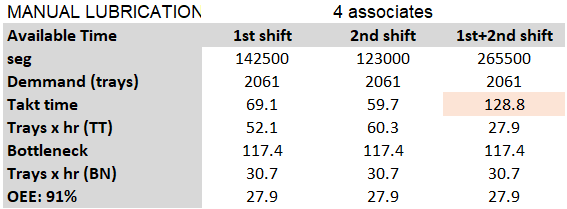 MANUAL LUBRICATION 4 associates
Available Time 1st shift 2nd shift 1st+2nd shift
seg 142500 123000 265500
Demmand (trays) 2061 2061 2061
Takt time 69.1 59.7 128.8
Trays x hr (TT) 52.1 60.3 27.9
Bottleneck 117.4 117.4 117.4
Trays x hr (BN) 30.7 30.7 30.7
OEE: 91% 27.9 27.9 27.9